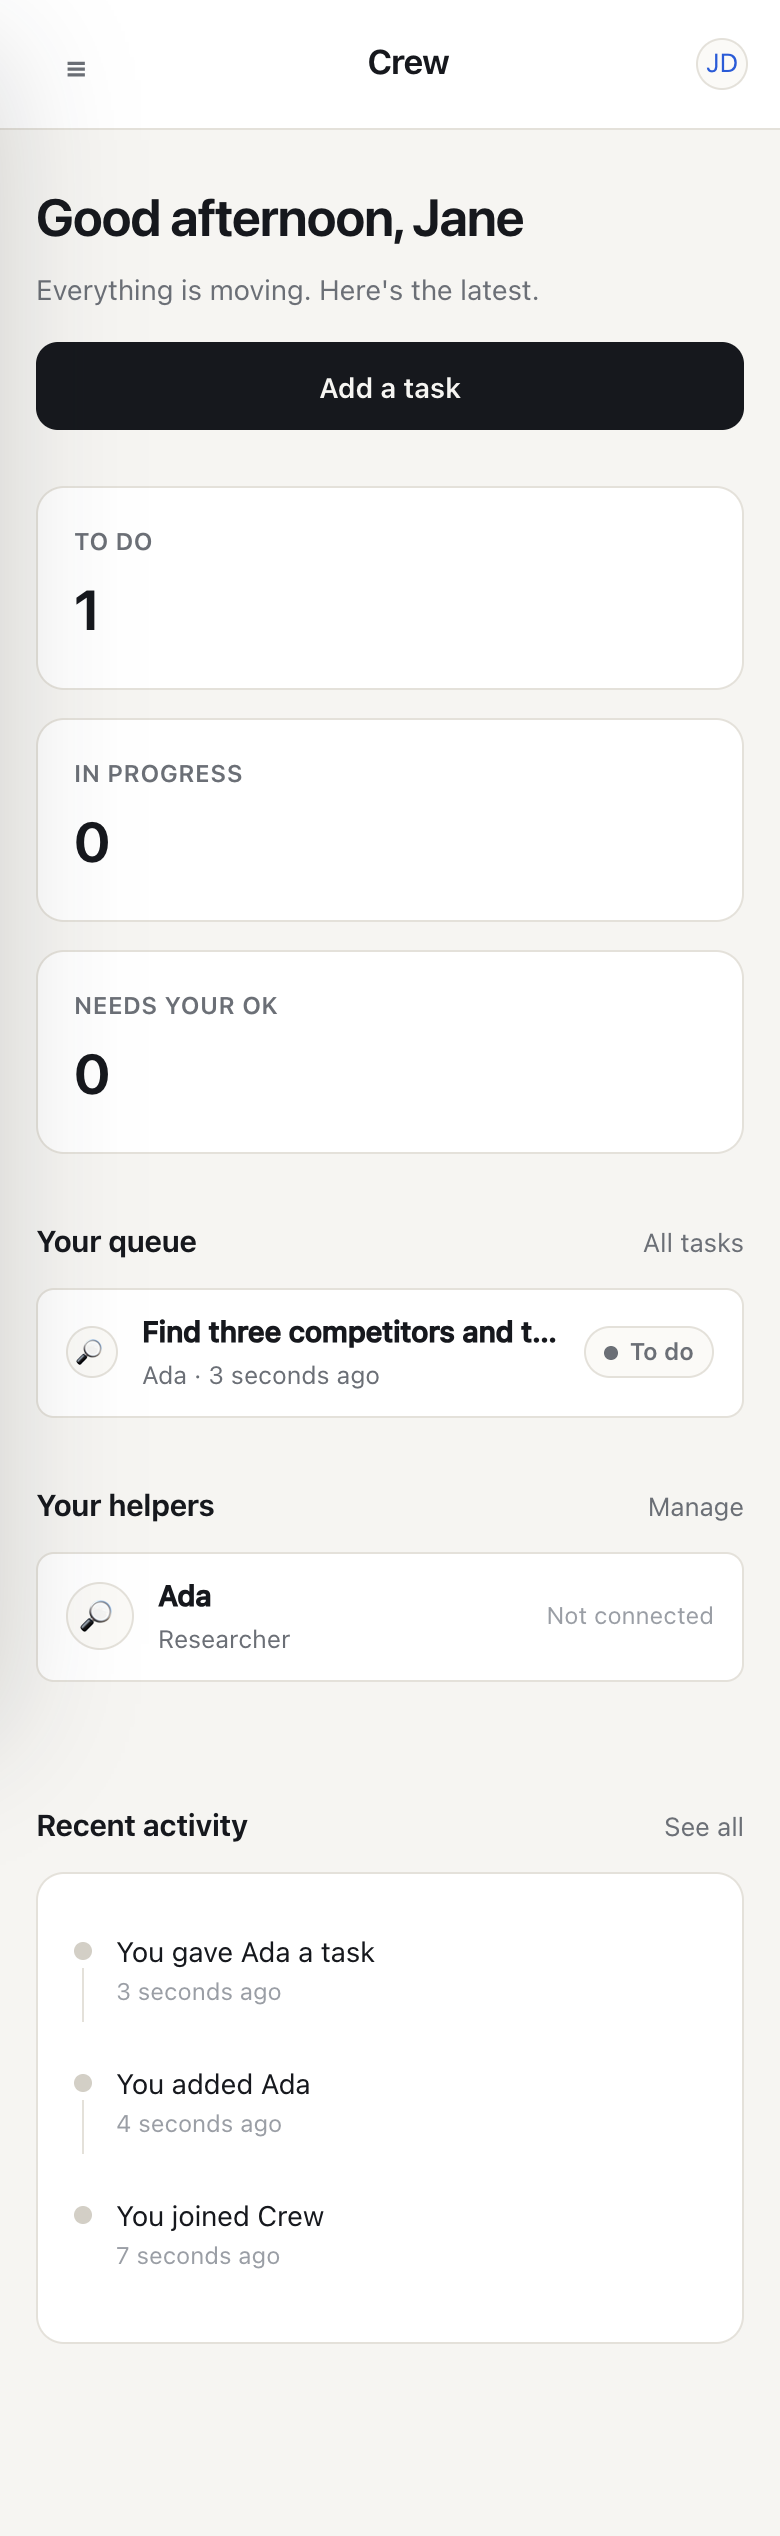 Crew
JD
Good afternoon, Jane
Everything is moving. Here's the latest.
Add a task
TO DO
1
IN PROGRESS
0
NEEDS YOUR OK
0
Your queue
All tasks
Find three competitors and t...
To do
Ada · 3 seconds ago
Your helpers
Manage
Ada
Researcher
Not connected
Recent activity
See all
You gave Ada a task
3 seconds ago
You added Ada
4 seconds ago
You joined Crew
7 seconds ago